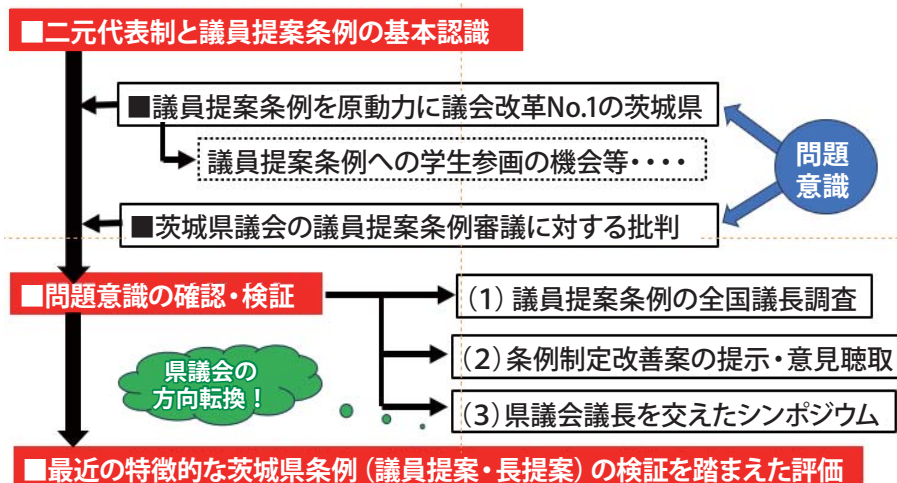 ■二元代表制と議員提案条例の基本認識
■議員提案条例を原動力に議会改革No.1の茨城県
議員提案条例への学生参画の機会等････
問題
意識
■茨城県議会の議員提案条例審議に対する批判
■問題意識の確認・検証
(1) 議員提案条例の全国議長調査
(2) 条例制定改善案の提示・意見聴取
(3) 県議会議長を交えたシンポジウム
県議会の
方向転換！
■最近の特徴的な茨城県条例 (議員提案・長提案) の検証を踏まえた評価